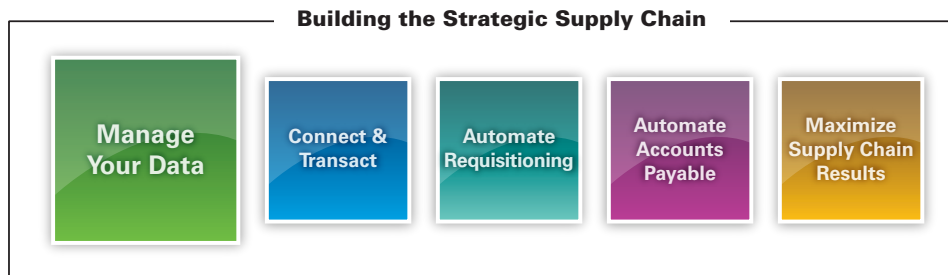 Building the Strategic Supply Chain
Manage
Your Data
Connect &
Transact
Automate
Requisitioning
Automate
Accounts
Payable
Maximize
Supply Chain
Results